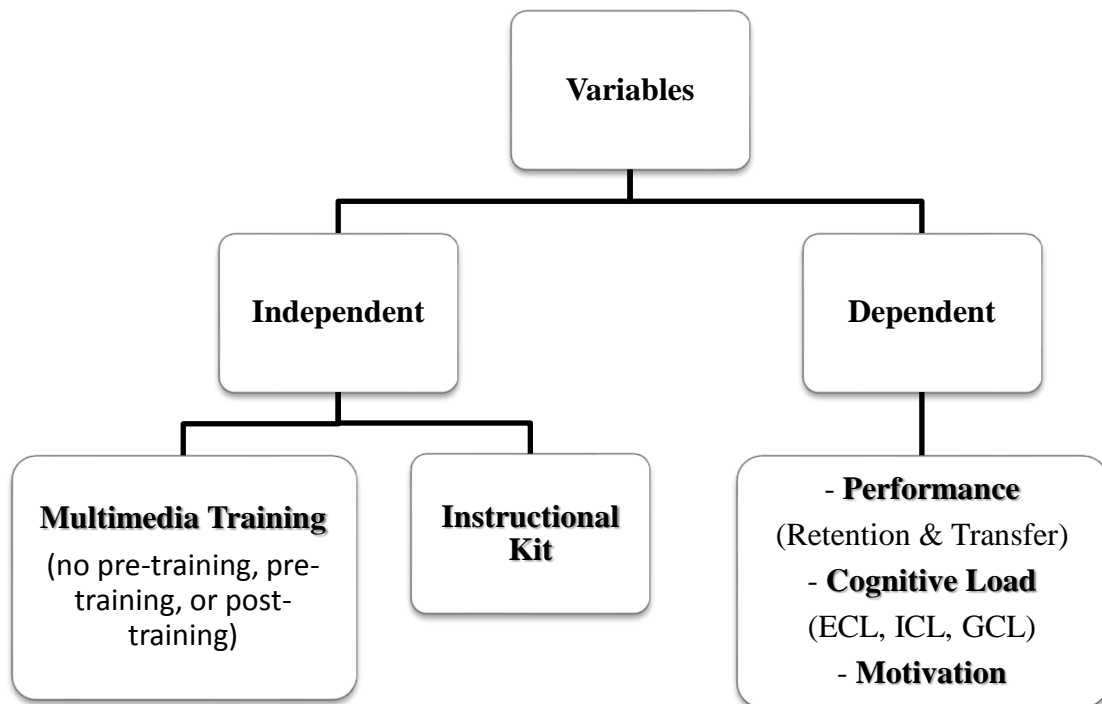 Variables
Independent
Dependent
Multimedia Training
(no pre-training, pre-
training, or post-
training)
Instructional
Kit
- Performance
(Retention & Transfer)
- Cognitive Load
(ECL, ICL, GCL)
- Motivation